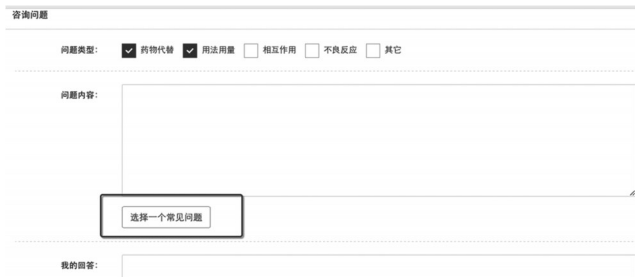 咨询问题
问题类型： 药物代替 用法用量 相互作用 不良反应 其它
问题内容：
选择一个常见问题
我的回答：